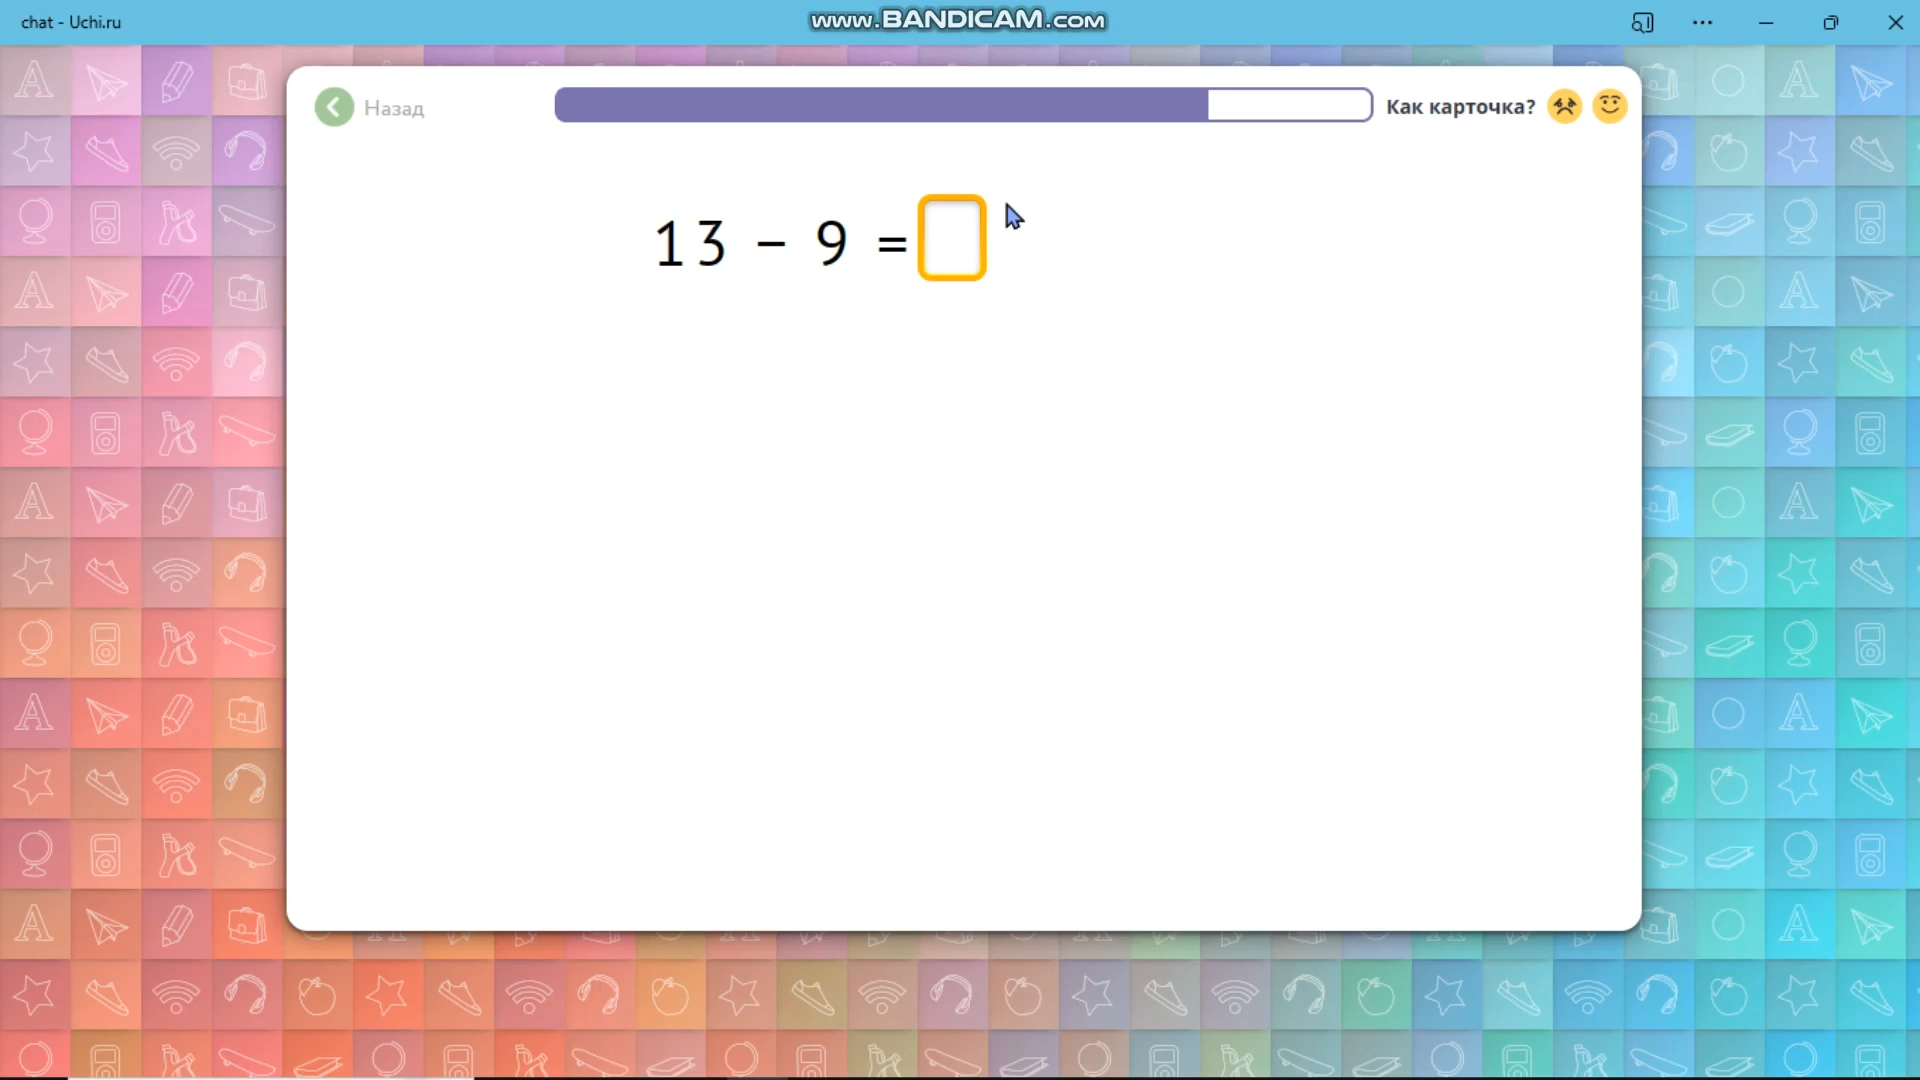 chat - Uchi.ru
www.BANDICAM.com
Назад
Как карточка?
13 - 9 =